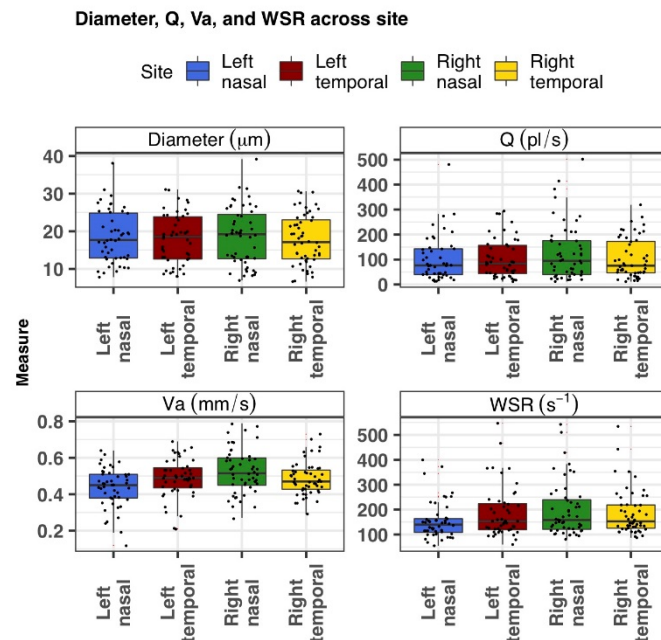 Diameter, Q, Va, and WSR across site
Site
Left nasal
Left temporal
Right nasal
Right temporal
Measure
Diameter (μm)
40
30
20
10
Left nasal
Left temporal
Right nasal
Right temporal
Q (pl/s)
500
400
300
200
100
0
Left nasal
Left temporal
Right nasal
Right temporal
Va (mm/s)
0.8
0.6
0.4
0.2
Left nasal
Left temporal
Right nasal
Right temporal
WSR (s⁻¹)
500
400
300
200
100
Left nasal
Left temporal
Right nasal
Right temporal